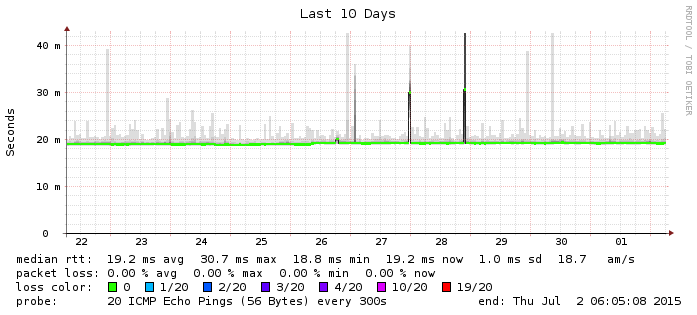 Last 10 Days
RRDTOOL / TOBI OETIKER
Seconds
40 m
30 m
20 m
10 m
0
22 23 24 25 26 27 28 29 30 01
median rtt: 19.2 ms avg 30.7 ms max 18.8 ms min 19.2 ms now 1.0 ms sd 18.7 am/s
packet loss: 0.00 % avg 0.00 % max 0.00 % min 0.00 % now
loss color: 0 1/20 2/20 3/20 4/20 10/20 19/20
probe: 20 ICMP Echo Pings (56 Bytes) every 300s end: Thu Jul 2 06:05:08 2015